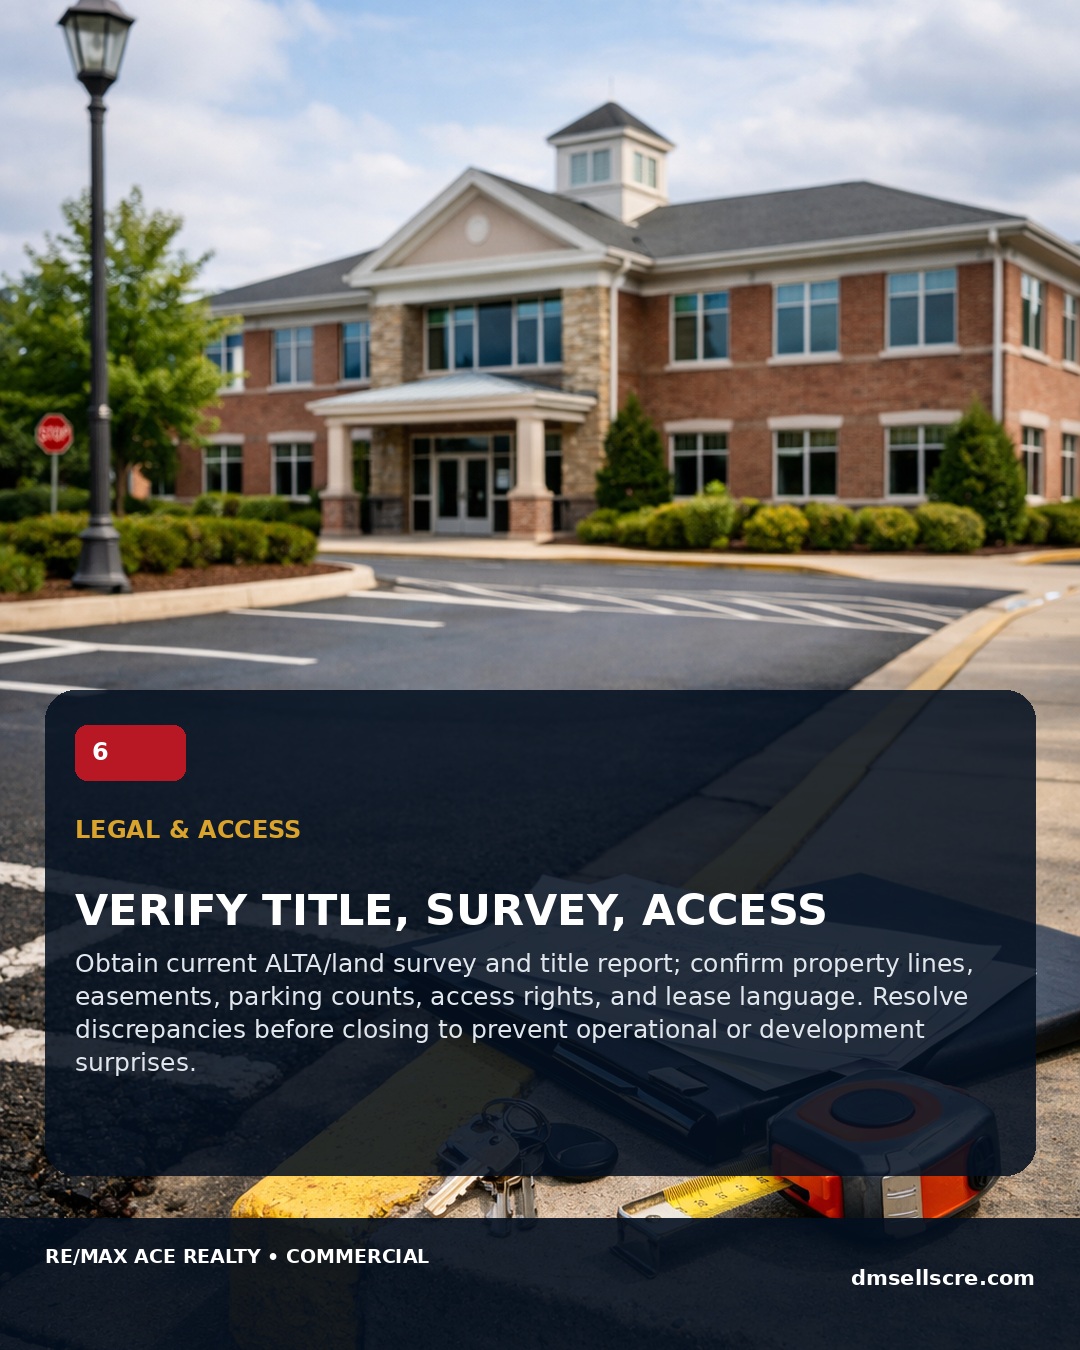 STOP
6
LEGAL & ACCESS
VERIFY TITLE, SURVEY, ACCESS
Obtain current ALTA/land survey and title report; confirm property lines,
easements, parking counts, access rights, and lease language. Resolve
discrepancies before closing to prevent operational or development
surprises.
RE/MAX ACE REALTY • COMMERCIAL
dmsellscre.com